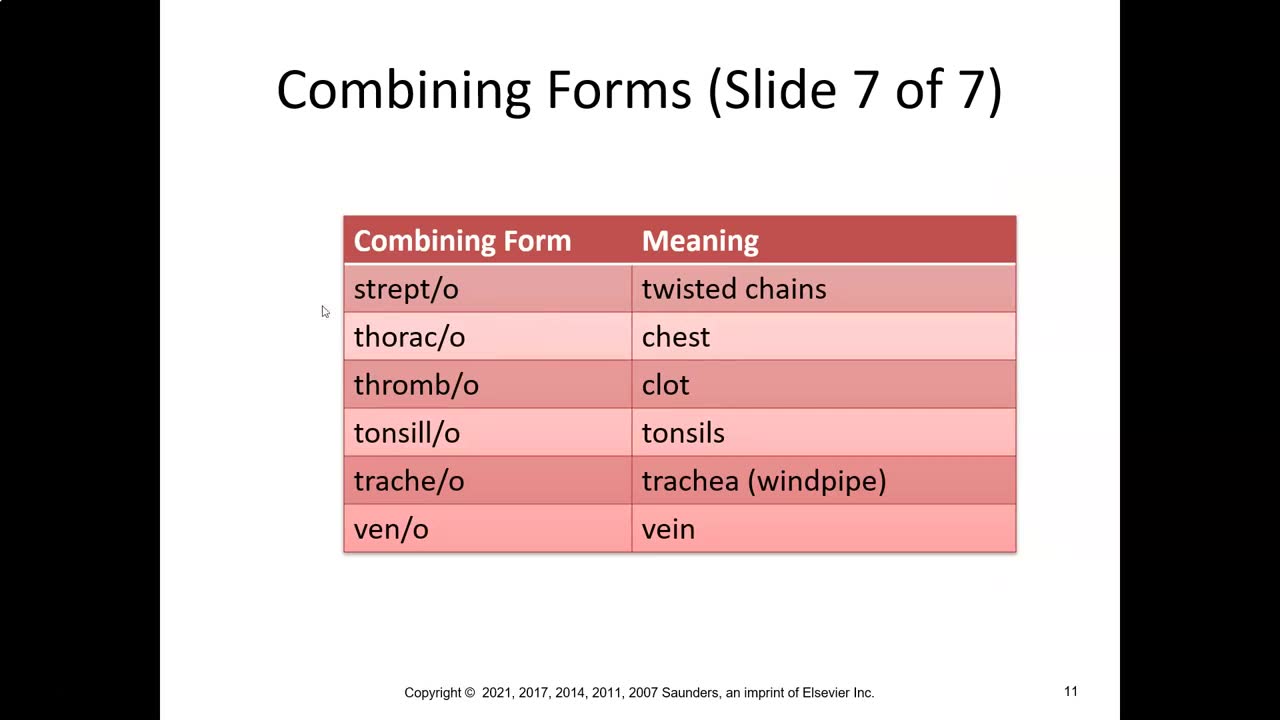 Combining Forms (Slide 7 of 7)
Combining Form Meaning
strept/o twisted chains
thorac/o chest
thromb/o clot
tonsill/o tonsils
trache/o trachea (windpipe)
ven/o vein
Copyright © 2021, 2017, 2014, 2011, 2007 Saunders, an imprint of Elsevier Inc. 11